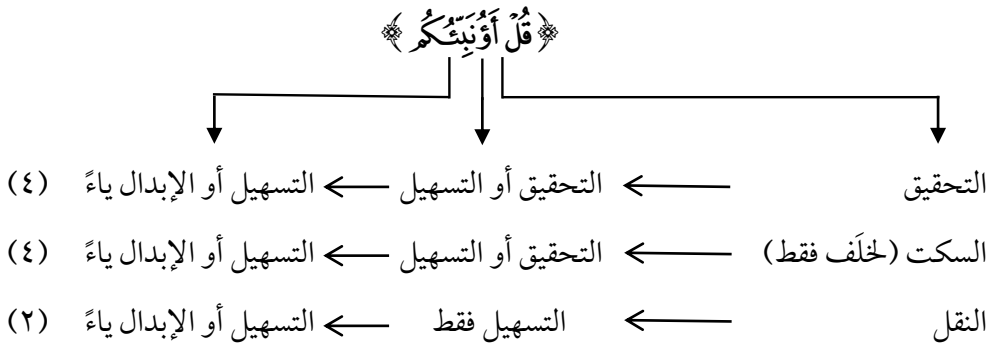 ﴿قُلْ أَؤُنَبِّئُكُم﴾
التحقيق التحقيق أو التسهيل التسهيل أو الإبدال ياءً (٤)
السكت (لخلَف فقط) التحقيق أو التسهيل التسهيل أو الإبدال ياءً (٤)
النقل التسهيل فقط التسهيل أو الإبدال ياءً (٢)